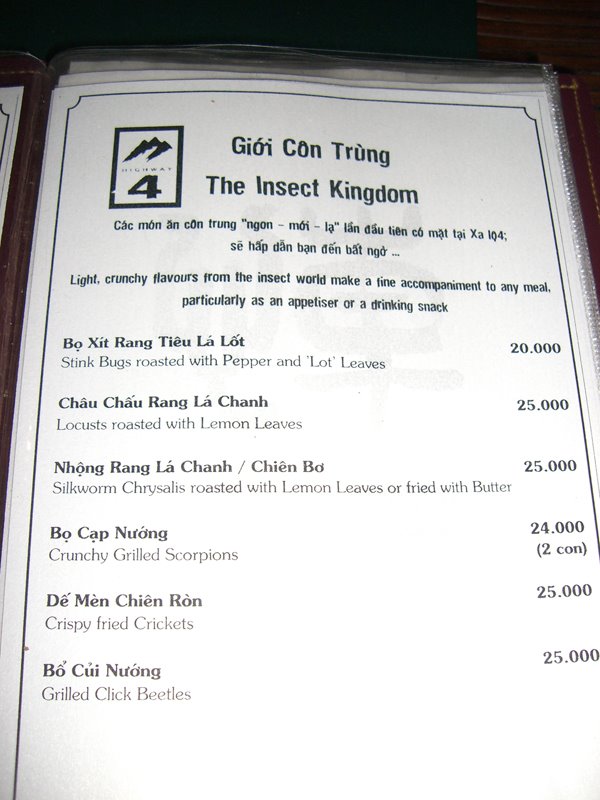 HIGHWAY
4
Giới Côn Trùng
The Insect Kingdom
Các món ăn côn trung "ngon - mới - lạ" lần đầu tiên có mặt tại Xa lộ4;
sẽ hấp dẫn bạn đến bất ngờ ...
Light, crunchy flavours from the insect world make a fine accompaniment to any meal,
particularly as an appetiser or a drinking snack
Bọ Xít Rang Tiêu Lá Lốt 20.000
Stink Bugs roasted with Pepper and 'Lot' Leaves
Châu Chấu Rang Lá Chanh 25.000
Locusts roasted with Lemon Leaves
Nhộng Rang Lá Chanh / Chiên Bơ 25.000
Silkworm Chrysalis roasted with Lemon Leaves or fried with Butter
Bọ Cạp Nướng 24.000
Crunchy Grilled Scorpions (2 con)
Dế Mèn Chiên Ròn 25.000
Crispy fried Crickets
Bổ Củi Nướng 25.000
Grilled Click Beetles